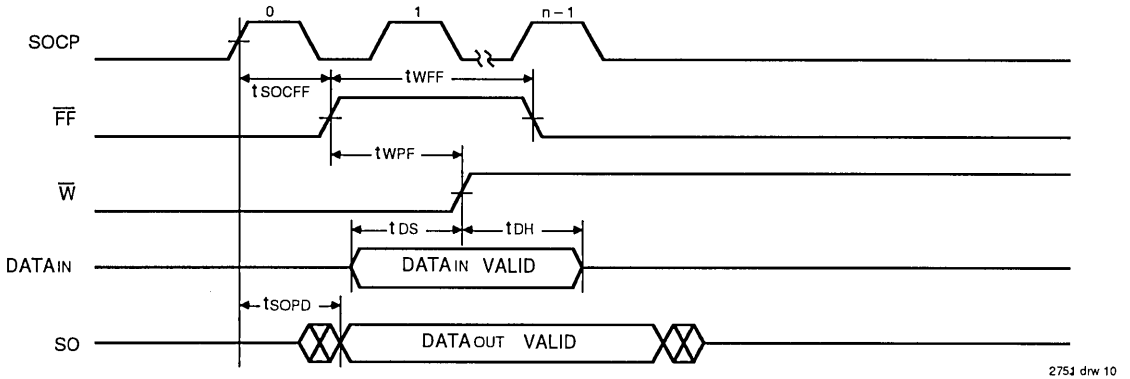 0 1 n – 1
SOCP
tSOCFF tWFF
FF
tWPF
W
tDS tDH
DATAIN DATAIN VALID
tSOPD
SO DATAOUT VALID
2751 drw 10